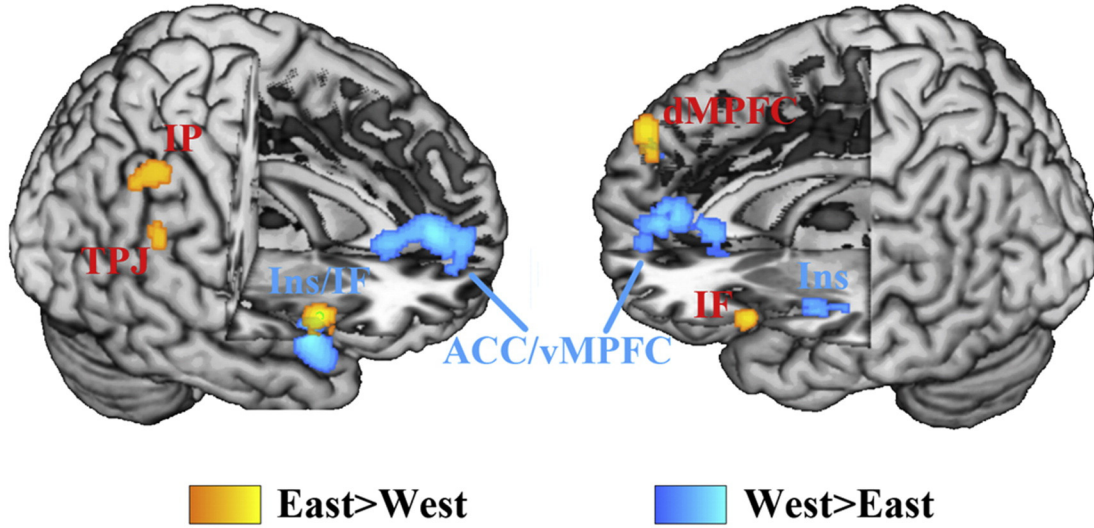 IP
dMPFC
TPJ
Ins/IF
IF
Ins
ACC/vMPFC
East>West
West>East